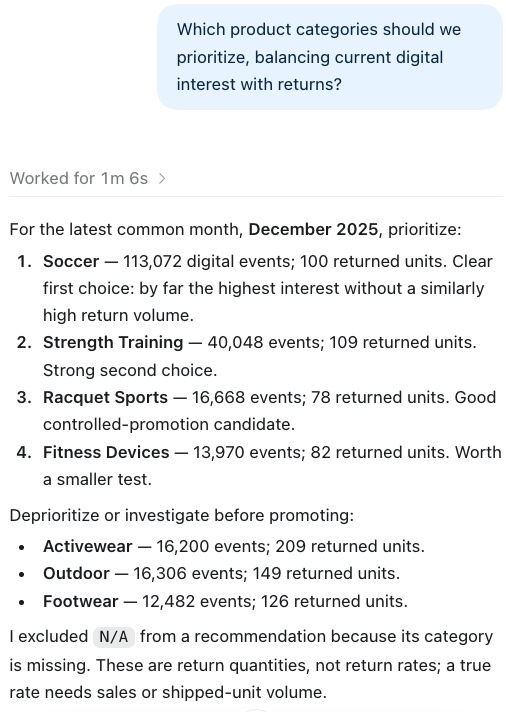 Which product categories should we
prioritize, balancing current digital
interest with returns?
Worked for 1m 6s >
For the latest common month, December 2025, prioritize:
1. Soccer — 113,072 digital events; 100 returned units. Clear
first choice: by far the highest interest without a similarly
high return volume.
2. Strength Training — 40,048 events; 109 returned units.
Strong second choice.
3. Racquet Sports — 16,668 events; 78 returned units. Good
controlled-promotion candidate.
4. Fitness Devices — 13,970 events; 82 returned units. Worth
a smaller test.
Deprioritize or investigate before promoting:
• Activewear — 16,200 events; 209 returned units.
• Outdoor — 16,306 events; 149 returned units.
• Footwear — 12,482 events; 126 returned units.
I excluded N/A from a recommendation because its category
is missing. These are return quantities, not return rates; a true
rate needs sales or shipped-unit volume.